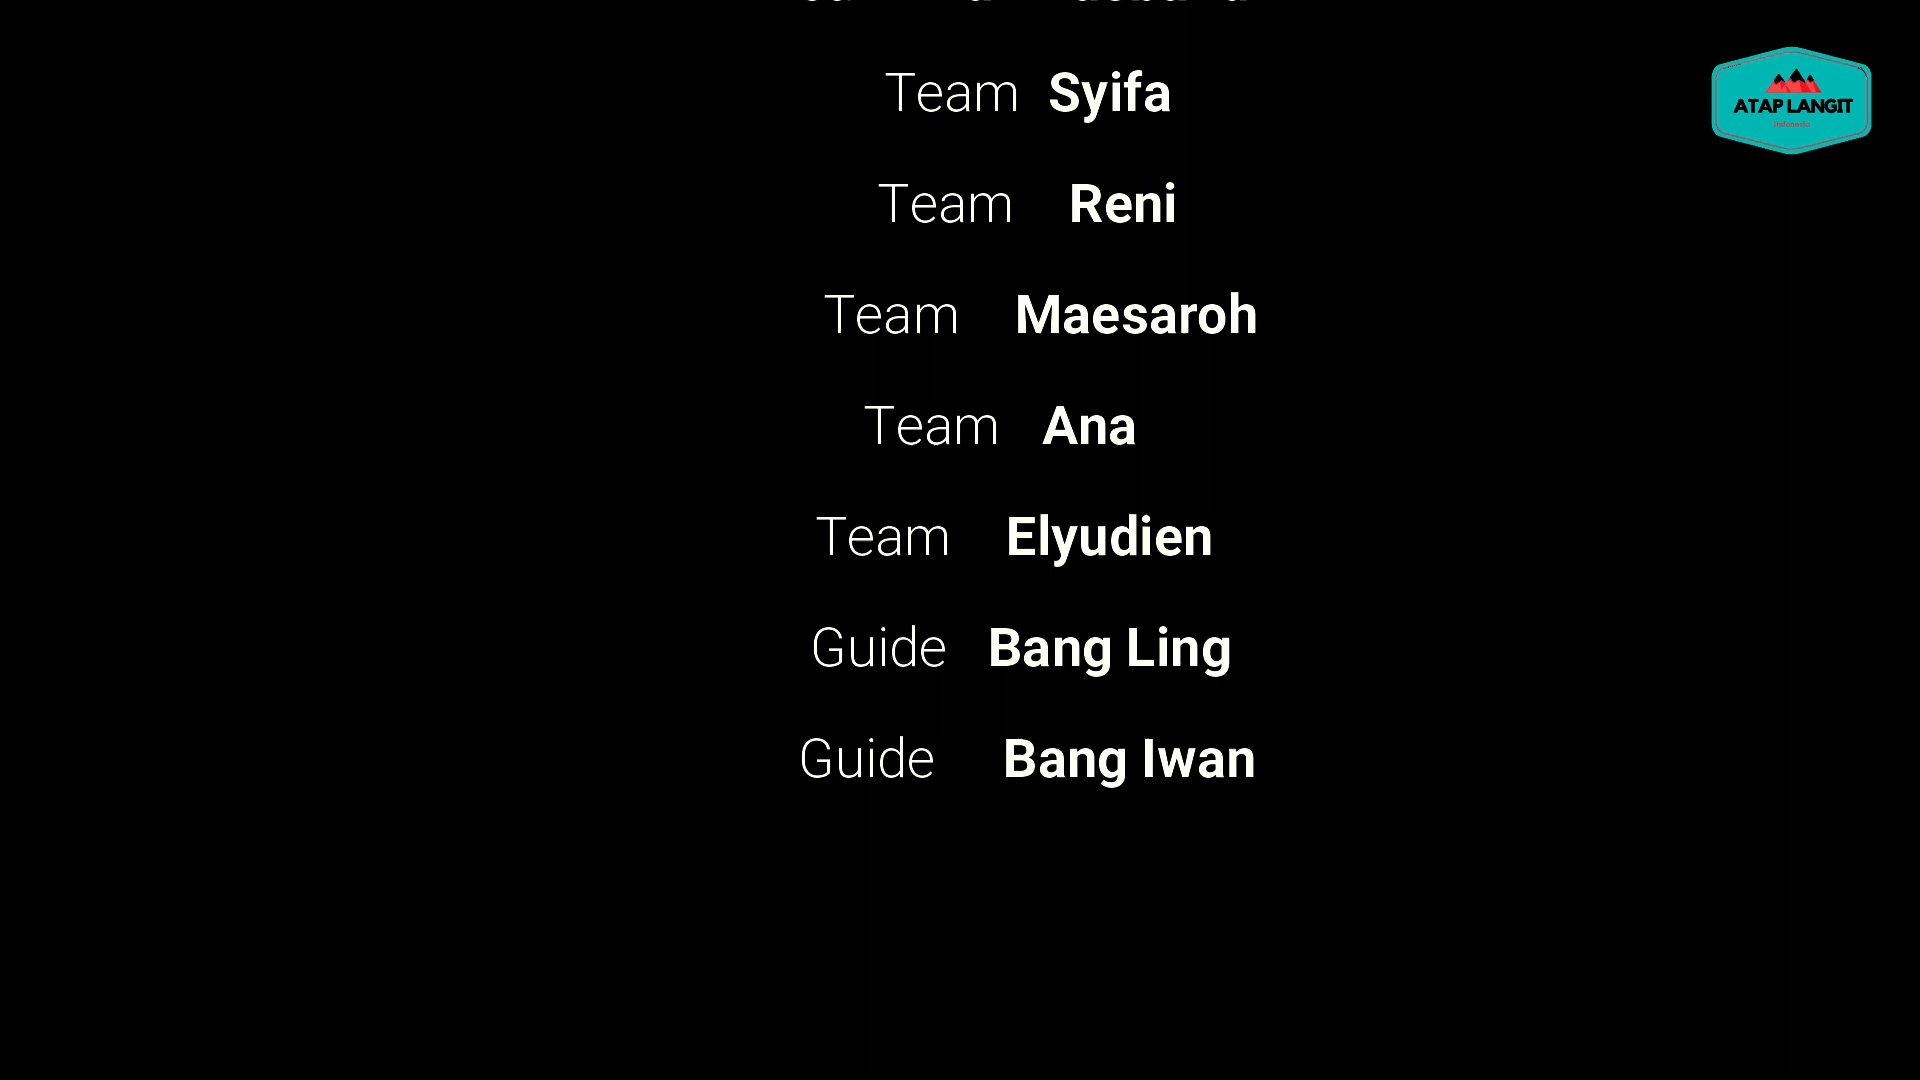 Team Syifa
Team Reni
Team Maesaroh
Team Ana
Team Elyudien
Guide Bang Ling
Guide Bang Iwan
ATAP LANGIT